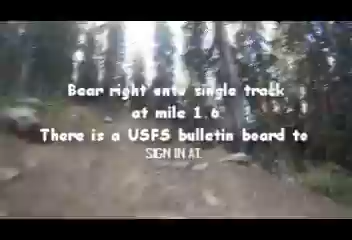 Bear right onto single track
at mile 1.6
There is a USFS bulletin board to
SIGN IN AT.